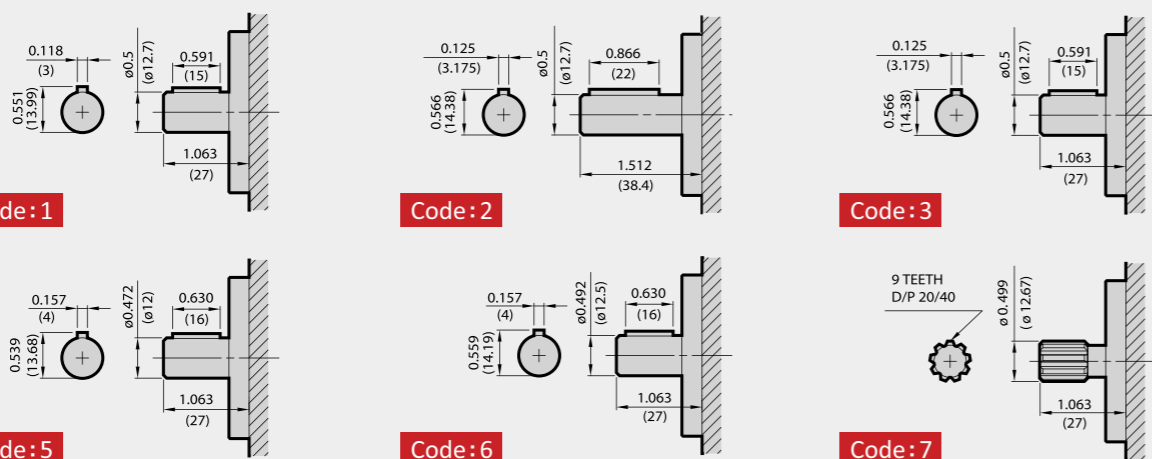 0.118
(3)
0.551
(13.99)
ø0.5
(ø12.7)
0.591
(15)
1.063
(27)
de:1
0.125
(3.175)
0.566
(14.38)
ø0.5
(ø12.7)
0.866
(22)
1.512
(38.4)
Code:2
0.125
(3.175)
0.566
(14.38)
ø0.5
(ø12.7)
0.591
(15)
1.063
(27)
Code:3
0.157
(4)
0.539
(13.68)
ø0.472
(ø12)
0.630
(16)
1.063
(27)
de:5
0.157
(4)
0.559
(14.19)
ø0.492
(ø12.5)
0.630
(16)
1.063
(27)
Code:6
9 TEETH
D/P 20/40
ø 0.499
(ø 12.67)
1.063
(27)
Code:7